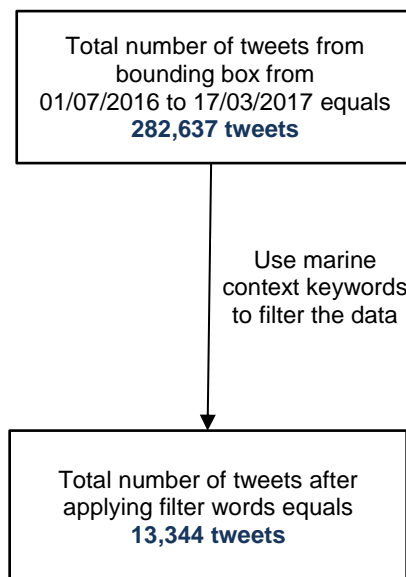 Total number of tweets from
bounding box from
01/07/2016 to 17/03/2017 equals
282,637 tweets
Use marine
context keywords
to filter the data
Total number of tweets after
applying filter words equals
13,344 tweets